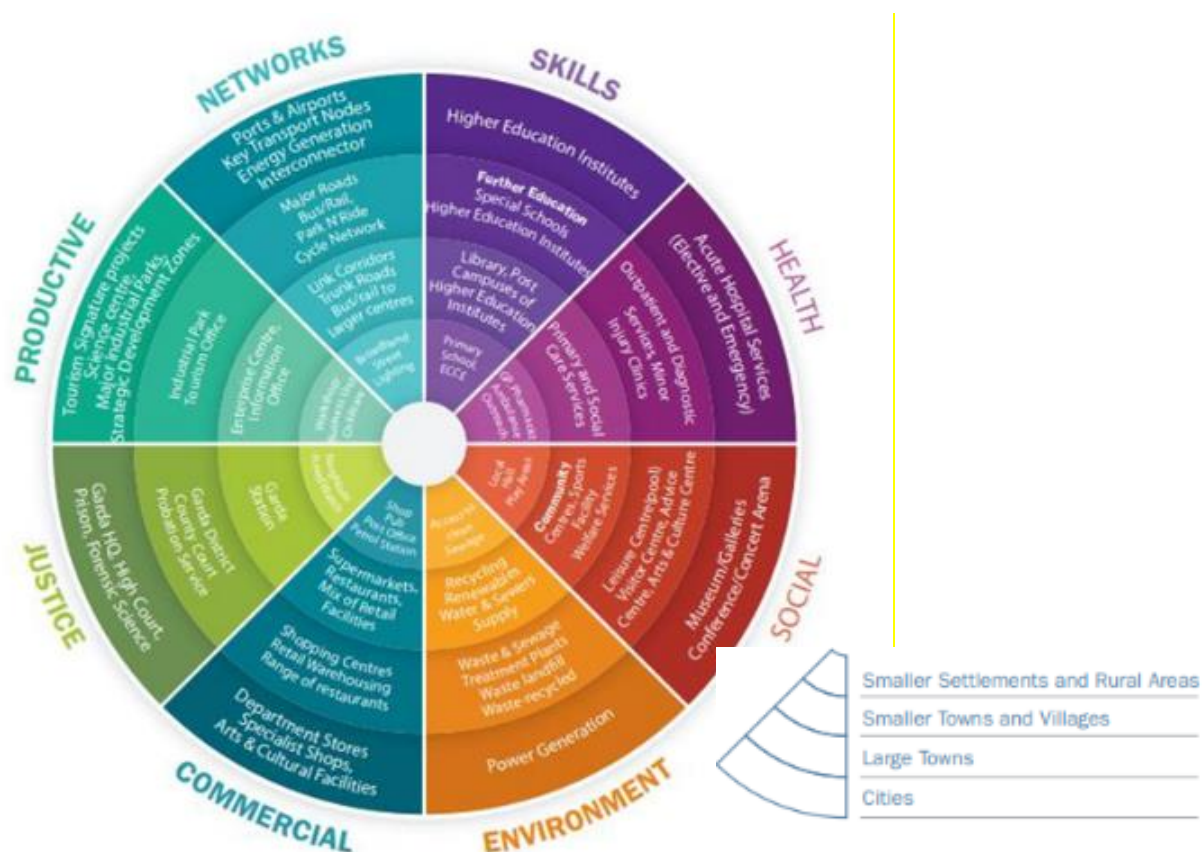 NETWORKS
Ports & Airports
Key Transport Nodes
Energy Generation
Interconnector
Major Roads
Bus/Rail,
Park N'Ride
Cycle Network
Link Corridors
Trunk Roads
Bus/rail to
Larger centres
Broadband
Street
Lighting
SKILLS
Higher Education Institutes
Further Education
Special Schools
Higher Education Institutes
Library, Post
Campuses of
Higher Education
Institutes
Primary
School,
ECCE
HEALTH
Acute Hospital Services
(Elective and Emergency)
Outpatient and Diagnostic
Services, Minor
Injury Clinics
Primary and Social
Care Services
Ambulance
Outreach
SOCIAL
Museum/Galleries
Conference/Concert Arena
Leisure Centre(pool)
Visitor Centre, Advice
Centre, Arts & Culture Centre
Community
Centres, Sports
Facility
Welfare Services
Local
Hall
Play Areas
ENVIRONMENT
Power Generation
Waste & Sewage
Treatment Plants
Waste landfill
Waste recycled
Recycling
Renewables
Water & Sewers
Supply
Access to
clean
Sewage
COMMERCIAL
Department Stores
Specialist Shops,
Arts & Cultural Facilities
Shopping Centres
Retail Warehousing
Range of restaurants
Supermarkets,
Restaurants,
Mix of Retail
Facilities
Shop
Pub
Post Office
Petrol Station
JUSTICE
Garda HQ, High Court,
Prison, Forensic Science
Garda District
County Court
Probation Service
Garda
Station
PRODUCTIVE
Tourism Signature projects
Science centre,
Major Industrial Parks,
Strategic Development Zones
Industrial Park
Tourism Office
Enterprise Centre,
Information
Office
Smaller Settlements and Rural Areas
Smaller Towns and Villages
Large Towns
Cities